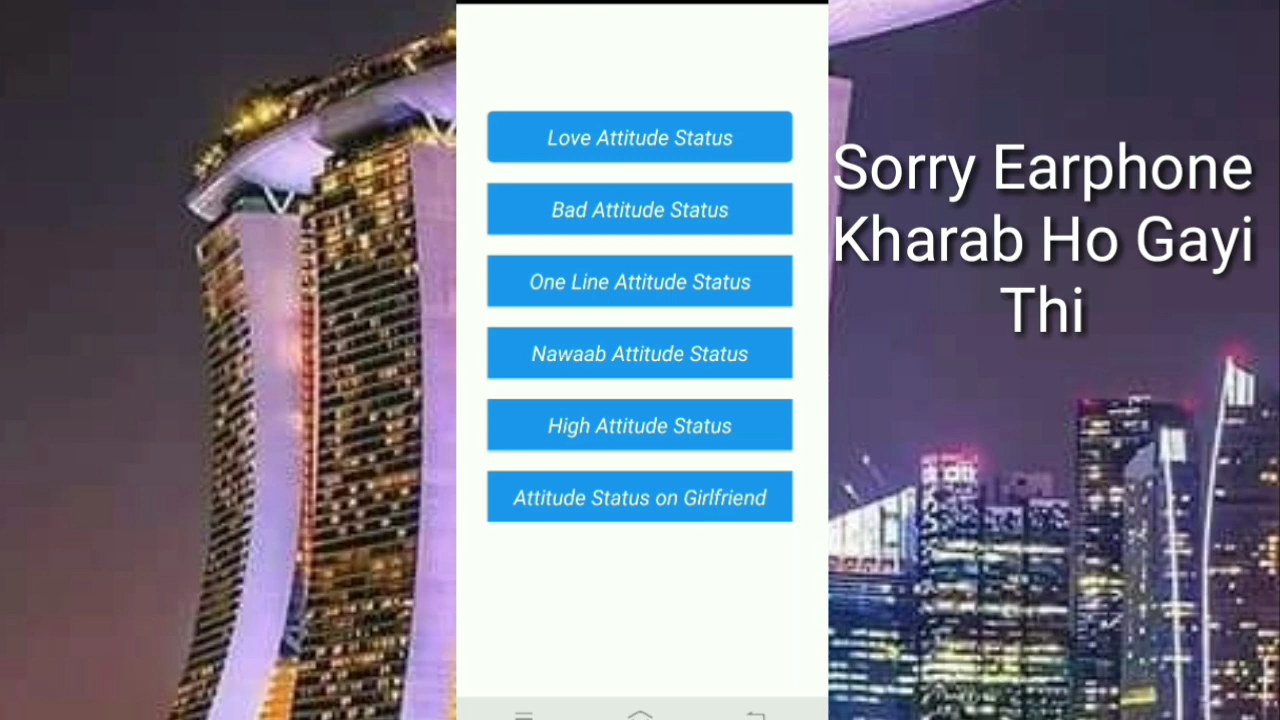 Love Attitude Status
Bad Attitude Status
One Line Attitude Status
Nawaab Attitude Status
High Attitude Status
Attitude Status on Girlfriend
Sorry Earphone
Kharab Ho Gayi
Thi